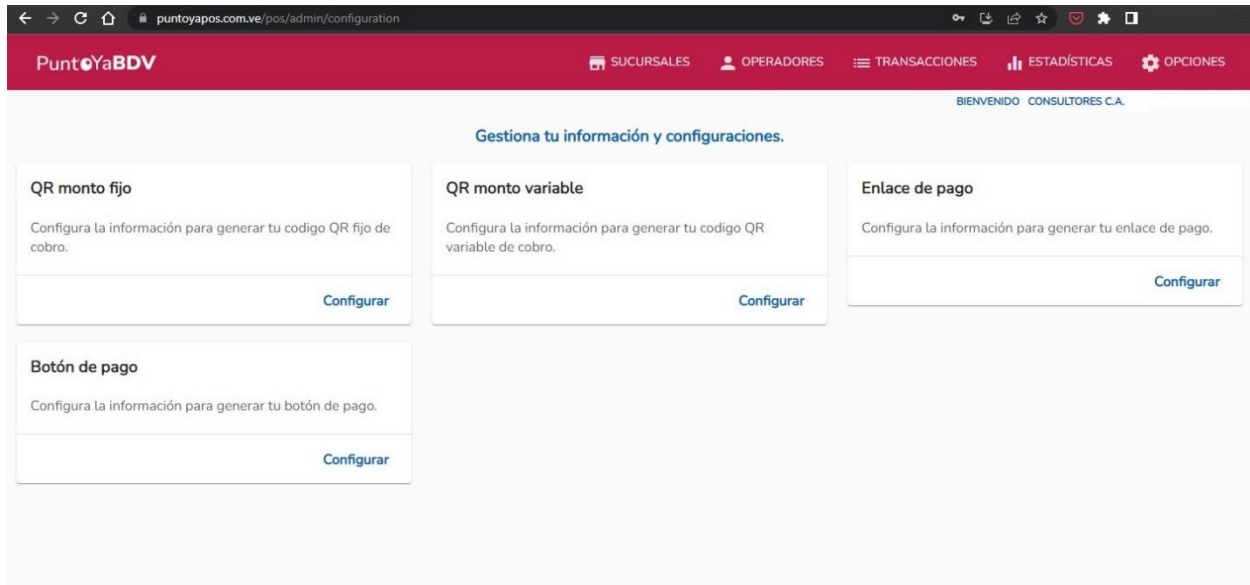 puntoyapos.com.ve/pos/admin/configuration
PuntoYaBDV
SUCURSALES
OPERADORES
TRANSACCIONES
ESTADÍSTICAS
OPCIONES
BIENVENIDO CONSULTORES C.A.
Gestiona tu información y configuraciones.
QR monto fijo
Configura la información para generar tu codigo QR fijo de
cobro.
Configurar
QR monto variable
Configura la información para generar tu codigo QR
variable de cobro.
Configurar
Enlace de pago
Configura la información para generar tu enlace de pago.
Configurar
Botón de pago
Configura la información para generar tu botón de pago.
Configurar